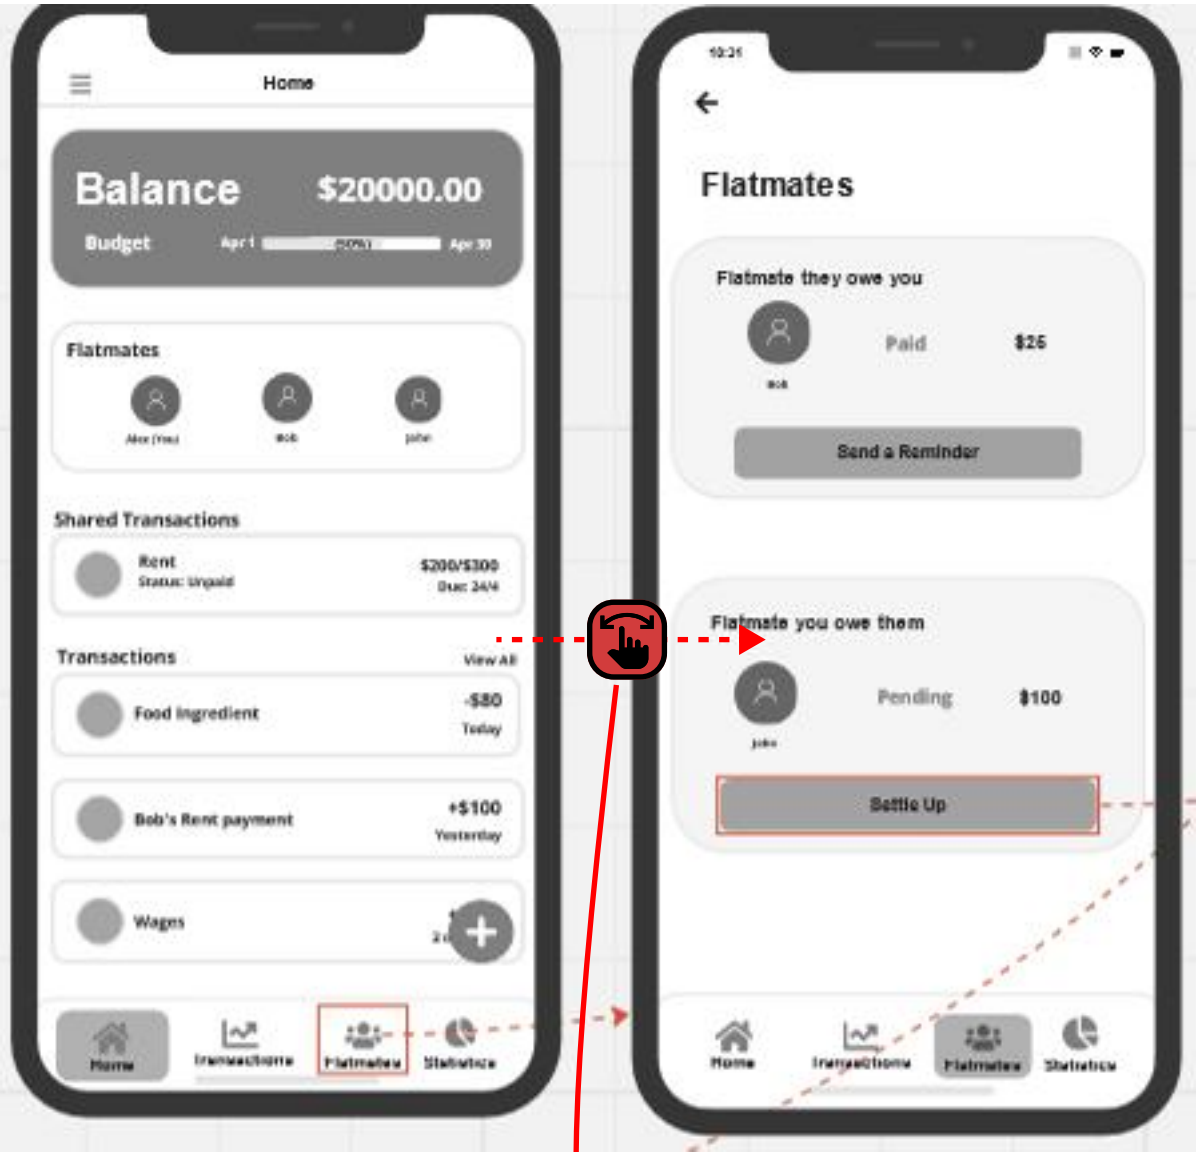 Home
Balance $20000.00
Budget Apr 1 (50%) Apr 30
Flatmates
Alex (You) Bob John
Shared Transactions
Rent $200/$300
Status: Unpaid Due: 24/4
Transactions View All
Food Ingredient -$80
Today
Bob's Rent payment +$100
Yesterday
Wages
Home Transactions Flatmates Statistics
10:21
Flatmates
Flatmate they owe you
Paid $25
Bob
Send a Reminder
Flatmate you owe them
Pending $100
John
Settle Up
Home Transactions Flatmates Statistics